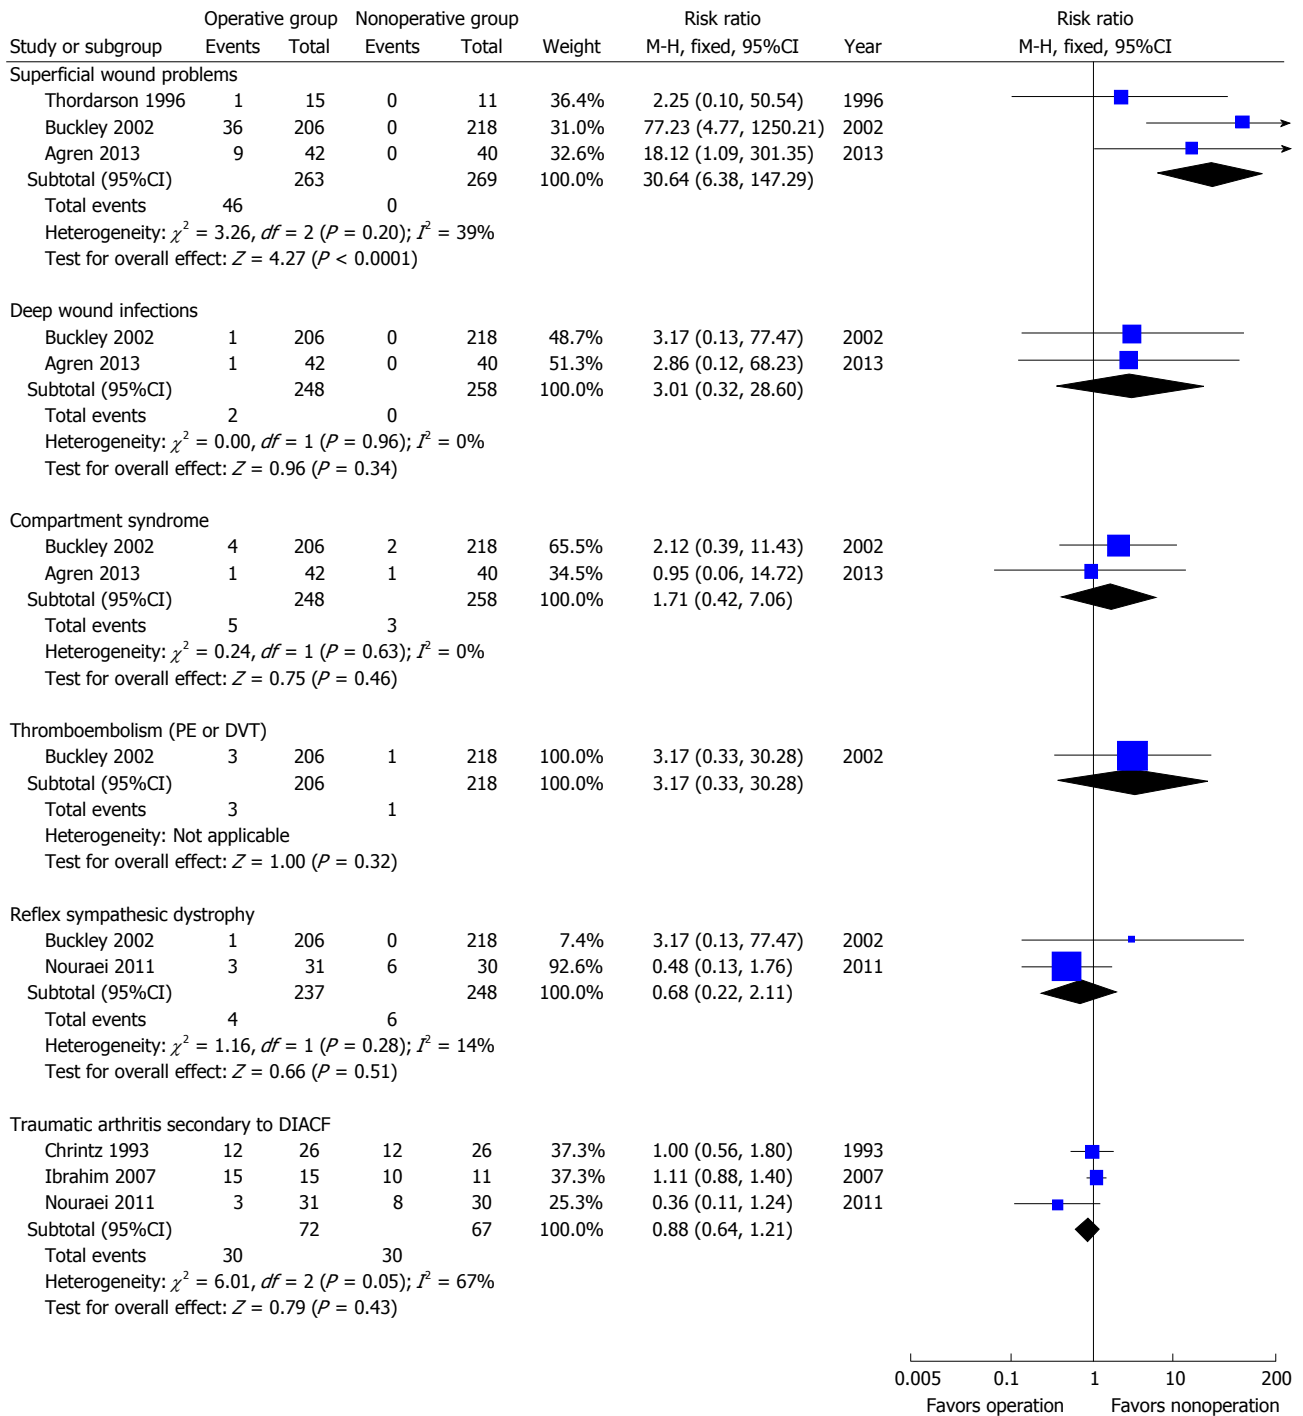 Operative group Nonoperative group Risk ratio Risk ratio
Study or subgroup Events Total Events Total Weight M-H, fixed, 95%CI Year M-H, fixed, 95%CI
Superficial wound problems
Thordarson 1996 1 15 0 11 36.4% 2.25 (0.10, 50.54) 1996
Buckley 2002 36 206 0 218 31.0% 77.23 (4.77, 1250.21) 2002
Agren 2013 9 42 0 40 32.6% 18.12 (1.09, 301.35) 2013
Subtotal (95%CI) 263 269 100.0% 30.64 (6.38, 147.29)
Total events 46 0
Heterogeneity: χ² = 3.26, df = 2 (P = 0.20); I² = 39%
Test for overall effect: Z = 4.27 (P < 0.0001)
Deep wound infections
Buckley 2002 1 206 0 218 48.7% 3.17 (0.13, 77.47) 2002
Agren 2013 1 42 0 40 51.3% 2.86 (0.12, 68.23) 2013
Subtotal (95%CI) 248 258 100.0% 3.01 (0.32, 28.60)
Total events 2 0
Heterogeneity: χ² = 0.00, df = 1 (P = 0.96); I² = 0%
Test for overall effect: Z = 0.96 (P = 0.34)
Compartment syndrome
Buckley 2002 4 206 2 218 65.5% 2.12 (0.39, 11.43) 2002
Agren 2013 1 42 1 40 34.5% 0.95 (0.06, 14.72) 2013
Subtotal (95%CI) 248 258 100.0% 1.71 (0.42, 7.06)
Total events 5 3
Heterogeneity: χ² = 0.24, df = 1 (P = 0.63); I² = 0%
Test for overall effect: Z = 0.75 (P = 0.46)
Thromboembolism (PE or DVT)
Buckley 2002 3 206 1 218 100.0% 3.17 (0.33, 30.28) 2002
Subtotal (95%CI) 206 218 100.0% 3.17 (0.33, 30.28)
Total events 3 1
Heterogeneity: Not applicable
Test for overall effect: Z = 1.00 (P = 0.32)
Reflex sympathesic dystrophy
Buckley 2002 1 206 0 218 7.4% 3.17 (0.13, 77.47) 2002
Nouraei 2011 3 31 6 30 92.6% 0.48 (0.13, 1.76) 2011
Subtotal (95%CI) 237 248 100.0% 0.68 (0.22, 2.11)
Total events 4 6
Heterogeneity: χ² = 1.16, df = 1 (P = 0.28); I² = 14%
Test for overall effect: Z = 0.66 (P = 0.51)
Traumatic arthritis secondary to DIACF
Chrintz 1993 12 26 12 26 37.3% 1.00 (0.56, 1.80) 1993
Ibrahim 2007 15 15 10 11 37.3% 1.11 (0.88, 1.40) 2007
Nouraei 2011 3 31 8 30 25.3% 0.36 (0.11, 1.24) 2011
Subtotal (95%CI) 72 67 100.0% 0.88 (0.64, 1.21)
Total events 30 30
Heterogeneity: χ² = 6.01, df = 2 (P = 0.05); I² = 67%
Test for overall effect: Z = 0.79 (P = 0.43)
0.005 0.1 1 10 200
Favors operation Favors nonoperation